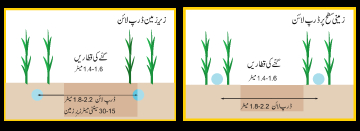 زیر زمین ڈرپ لائن
گنے کی قطاریں
1.4-1.6 میٹر
ڈرپ لائن 1.8-2.2 میٹر
30-15 سینٹی میٹر زیر زمین
زمینی سطح پر ڈرپ لائن
گنے کی قطاریں
1.4-1.6 میٹر
ڈرپ لائن 1.8-2.2 میٹر